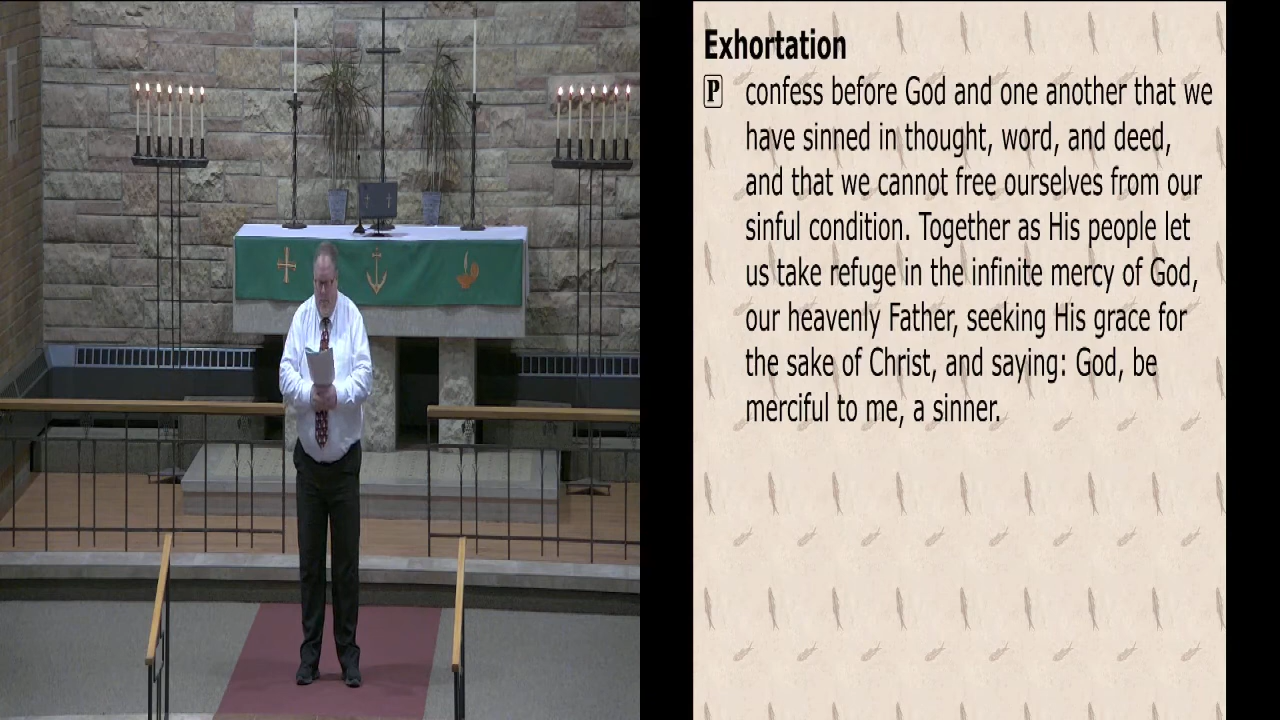 Exhortation
P confess before God and one another that we
have sinned in thought, word, and deed,
and that we cannot free ourselves from our
sinful condition. Together as His people let
us take refuge in the infinite mercy of God,
our heavenly Father, seeking His grace for
the sake of Christ, and saying: God, be
merciful to me, a sinner.